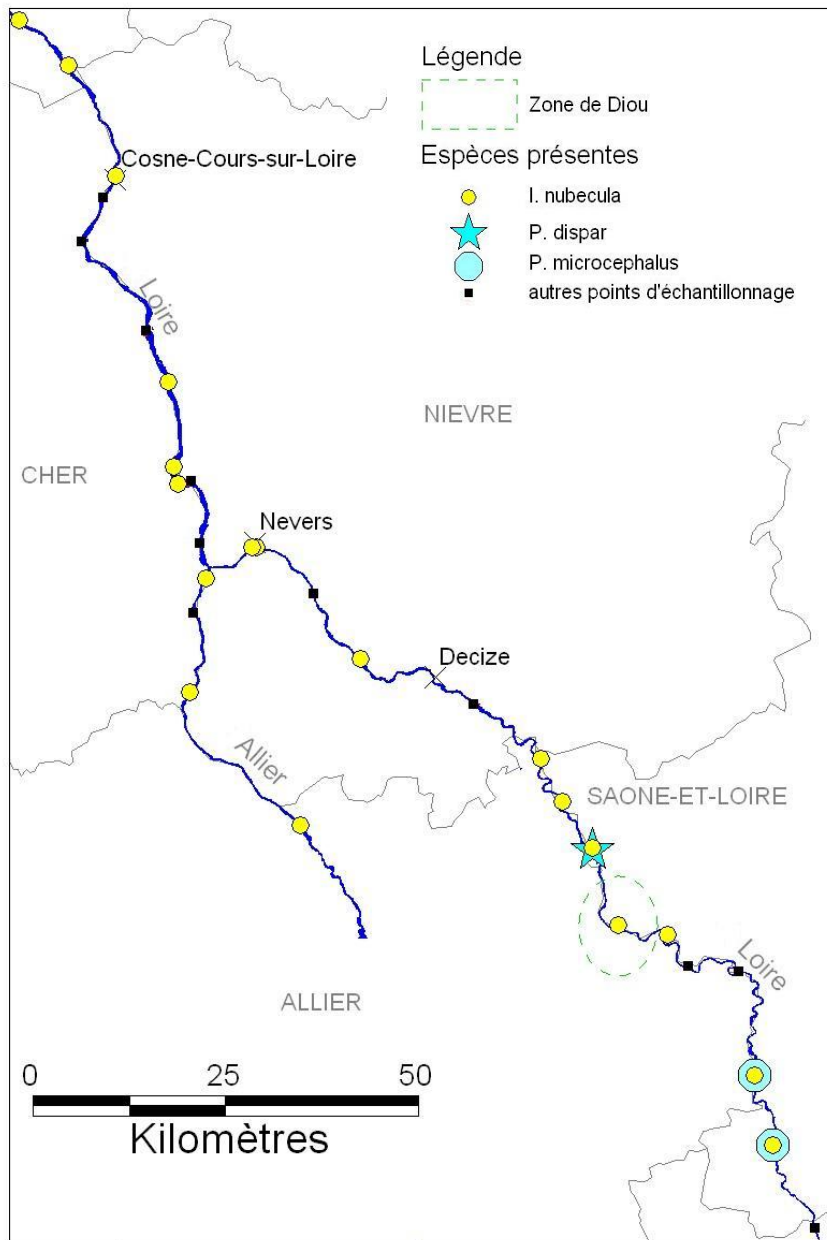 Légende
Zone de Diou
Espèces présentes
I. nubecula
P. dispar
P. microcephalus
autres points d'échantillonnage
Cosne-Cours-sur-Loire
Loire
NIEVRE
CHER
Nevers
Decize
Allier
SAONE-ET-LOIRE
Loire
ALLIER
0 25 50
Kilomètres